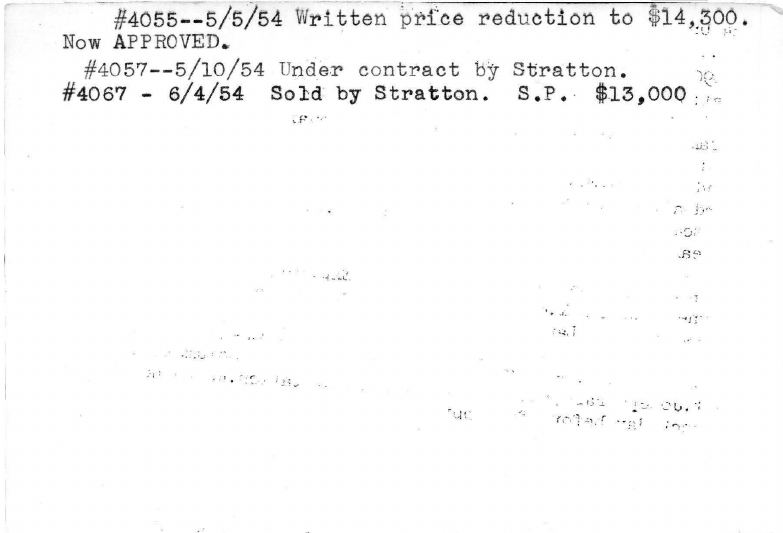 #4055--5/5/54 Written price reduction to $14,300.
Now APPROVED.
#4057--5/10/54 Under contract by Stratton.
#4067 - 6/4/54 Sold by Stratton. S.P. $13,000